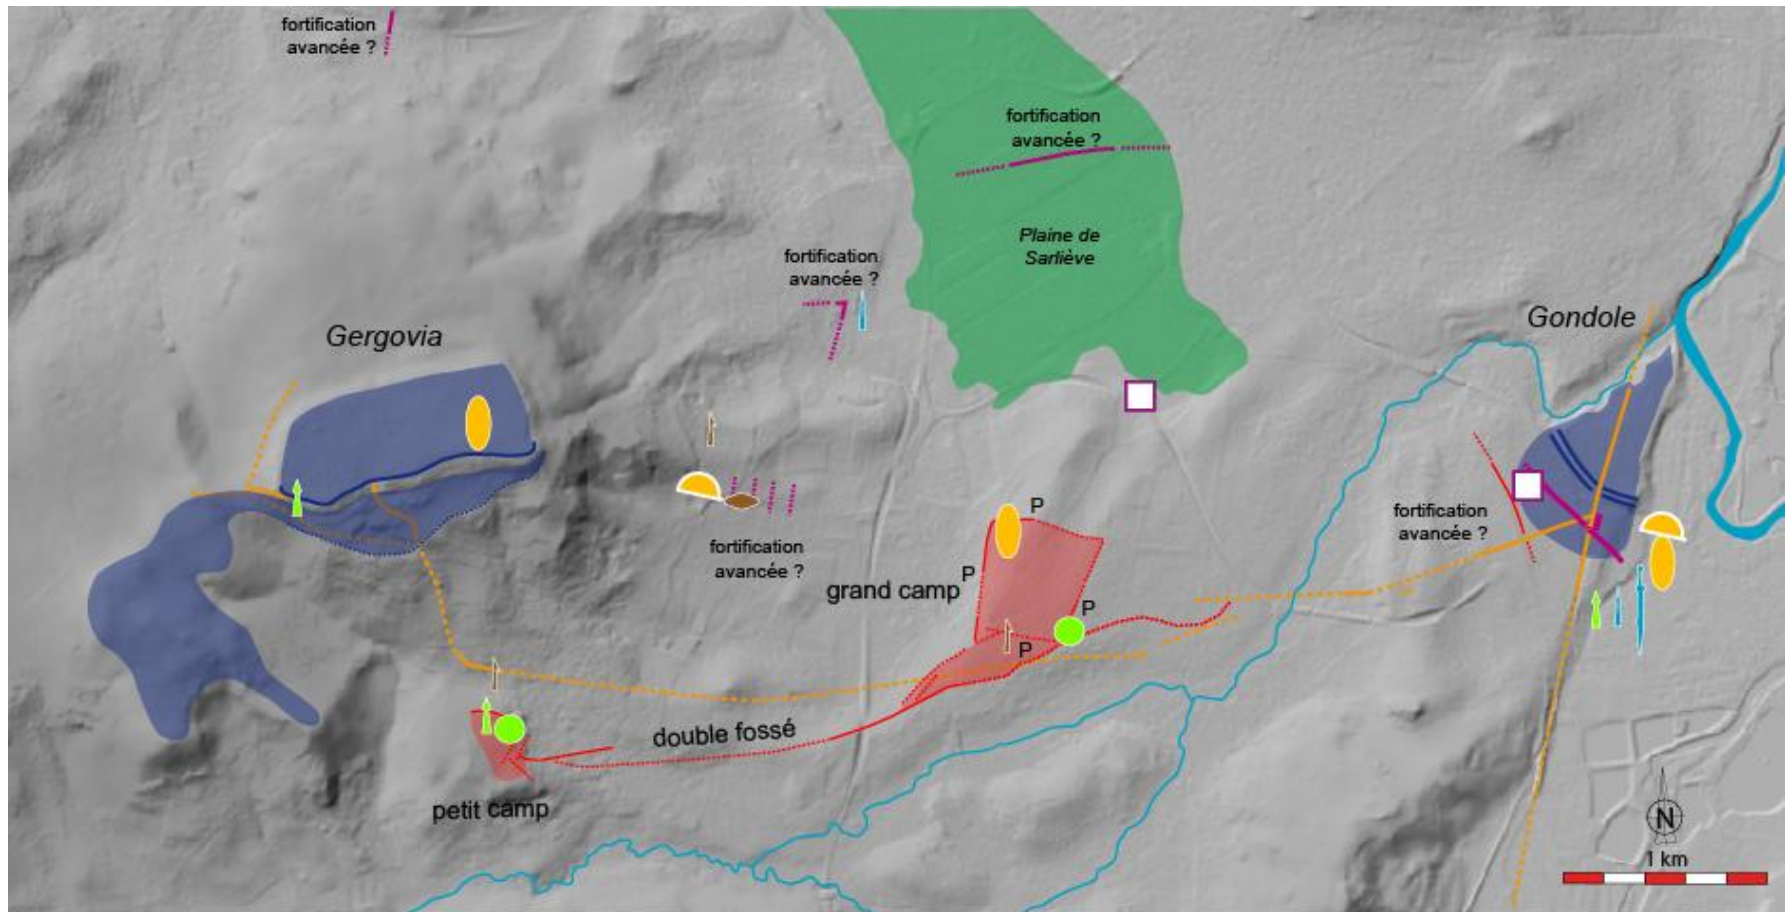 fortification
avancée ?
fortification
avancée ?
Plaine de
Sarliève
fortification
avancée ?
Gergovia
Gondole
P
fortification
avancée ?
fortification
avancée ?
P
grand camp
P
P
double fossé
petit camp
N
1 km